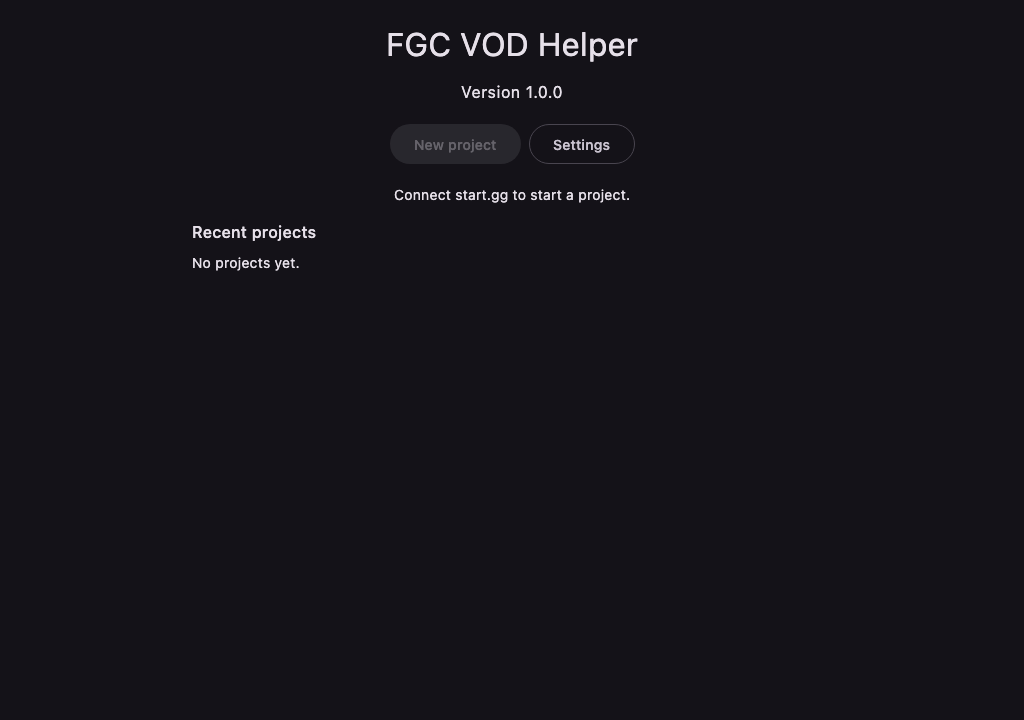 FGC VOD Helper
Version 1.0.0
New project Settings
Connect start.gg to start a project.
Recent projects
No projects yet.